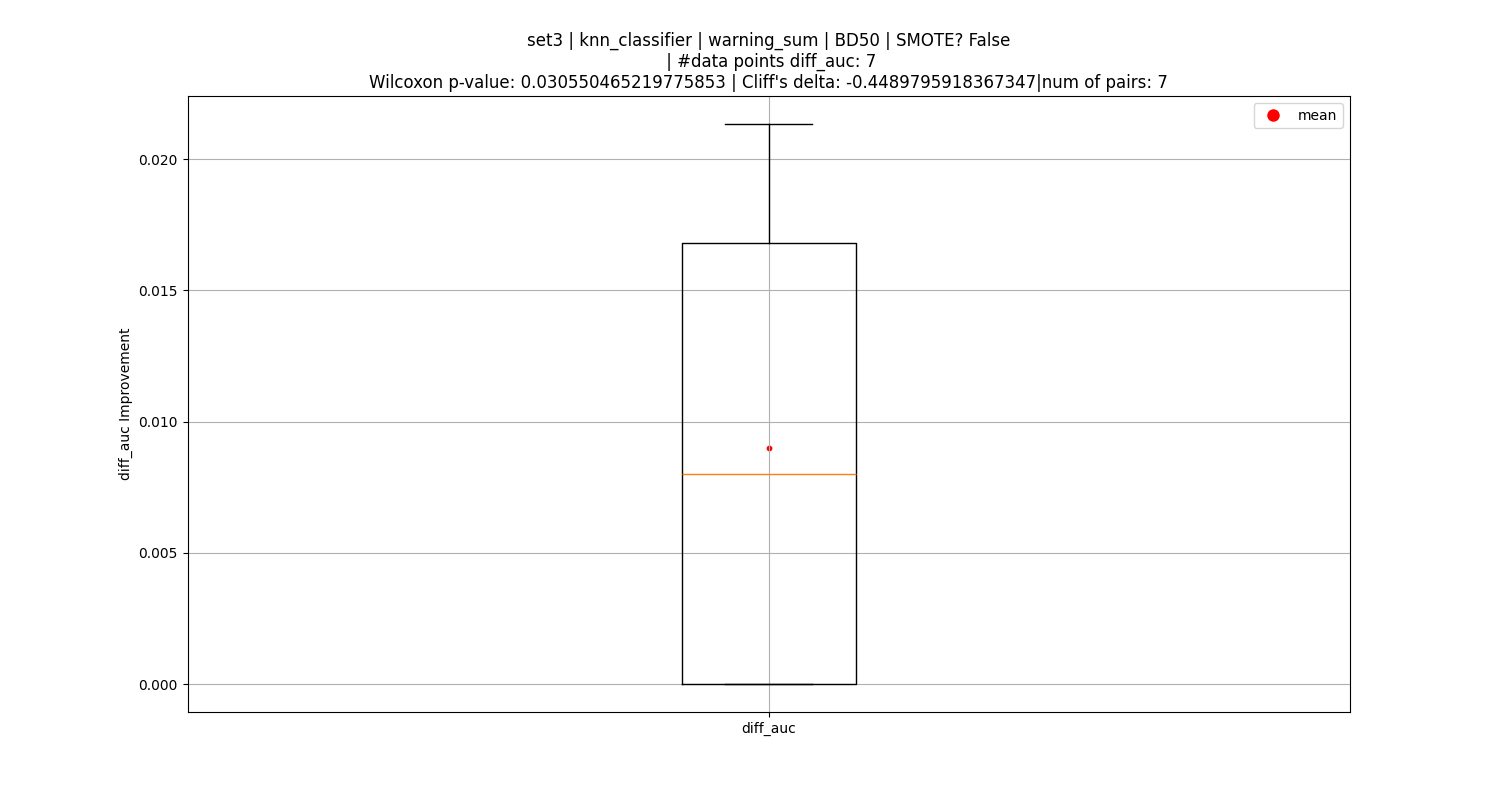 set3 | knn_classifier | warning_sum | BD50 | SMOTE? False
| #data points diff_auc: 7
Wilcoxon p-value: 0.030550465219775853 | Cliff's delta: -0.4489795918367347|num of pairs: 7
mean
0.020
0.015
0.010
0.005
0.000
diff_auc Improvement
diff_auc